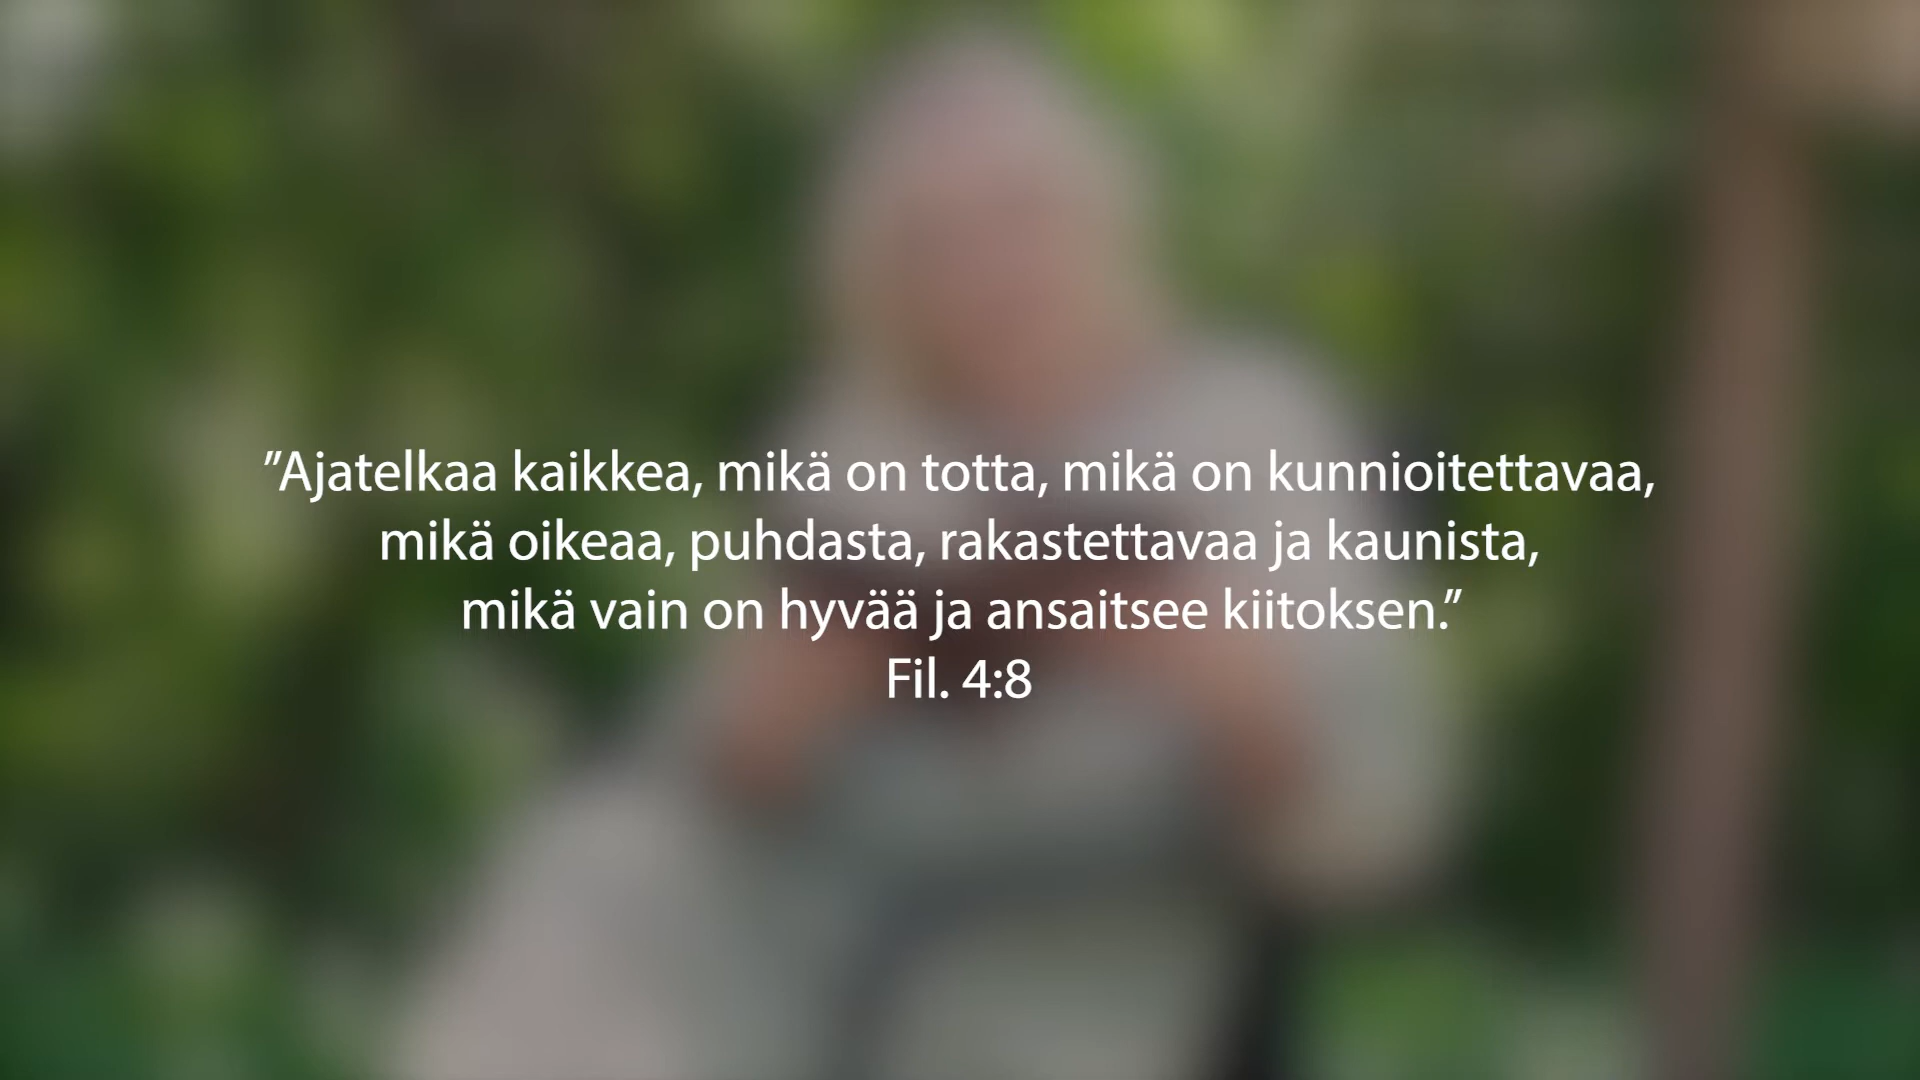 ”Ajatelkaa kaikkea, mikä on totta, mikä on kunnioitettavaa,
mikä oikeaa, puhdasta, rakastettavaa ja kaunista,
mikä vain on hyvää ja ansaitsee kiitoksen.”
Fil. 4:8